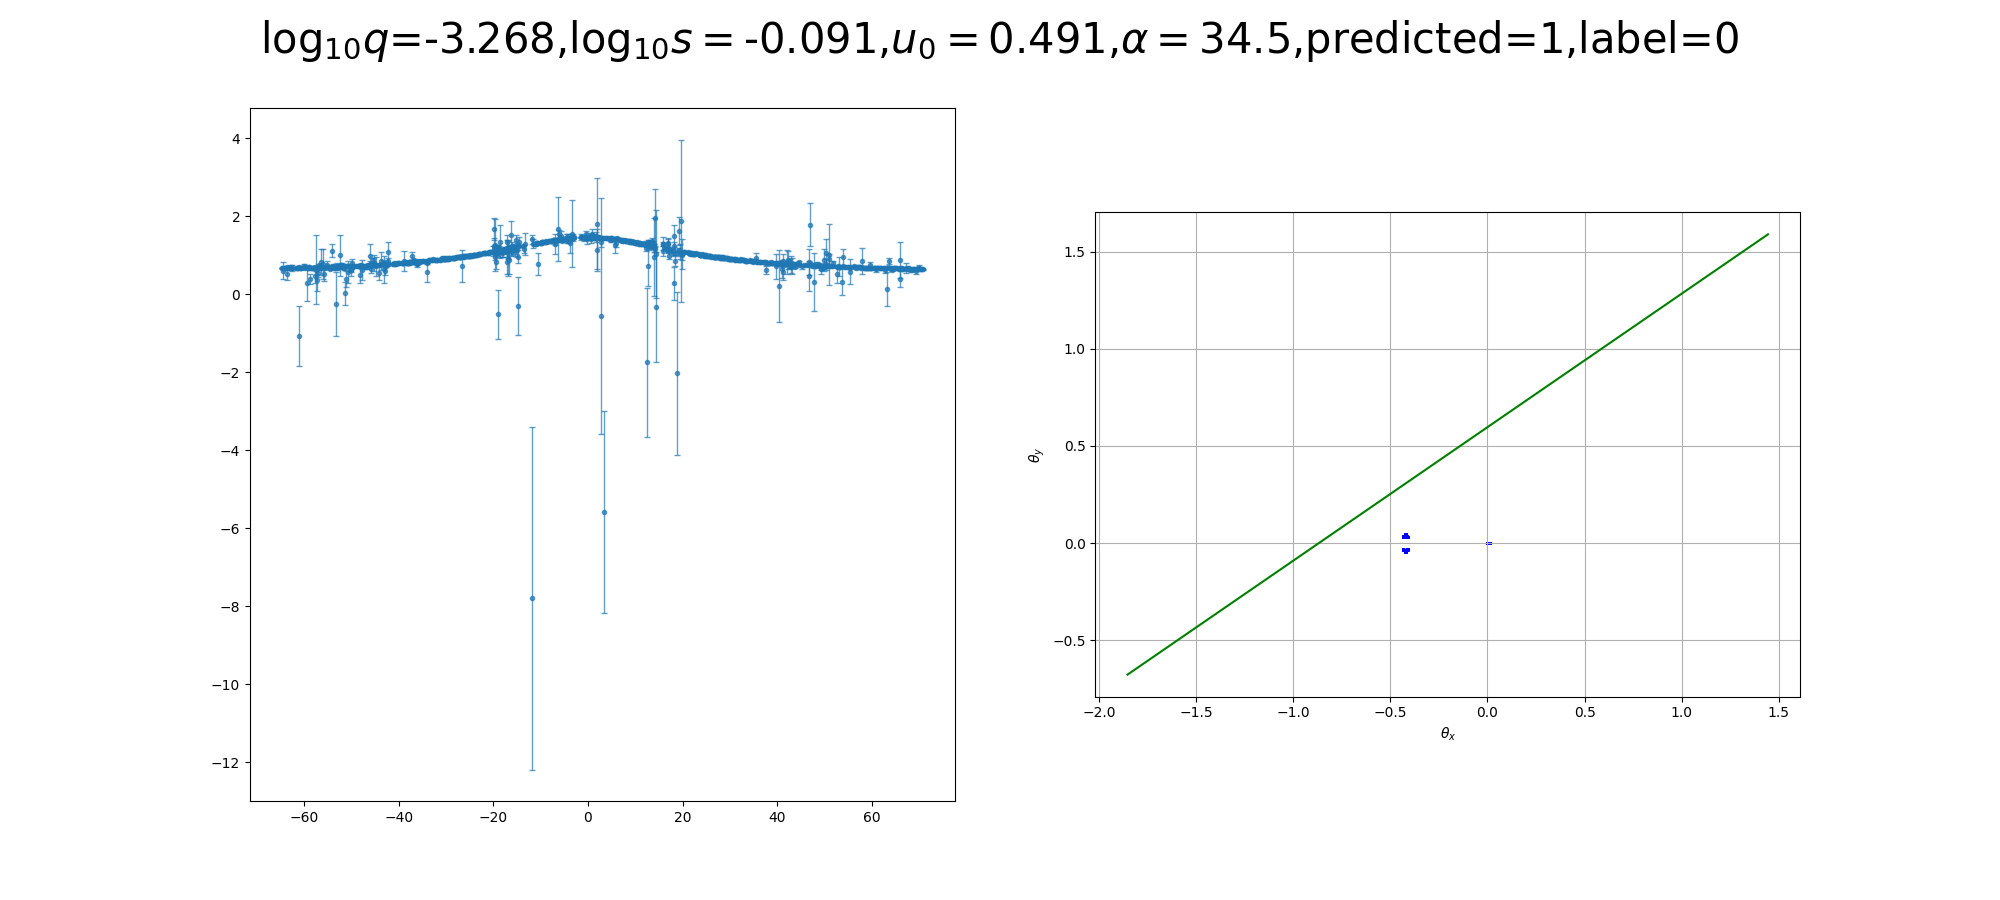 log₁₀q=-3.268,log₁₀s = -0.091,u₀ = 0.491,α = 34.5,predicted=1,label=0
4
2
0
−2
−4
−6
−8
−10
−12
−60 −40 −20 0 20 40 60
θy
1.5
1.0
0.5
0.0
−0.5
−2.0 −1.5 −1.0 −0.5 0.0 0.5 1.0 1.5
θx